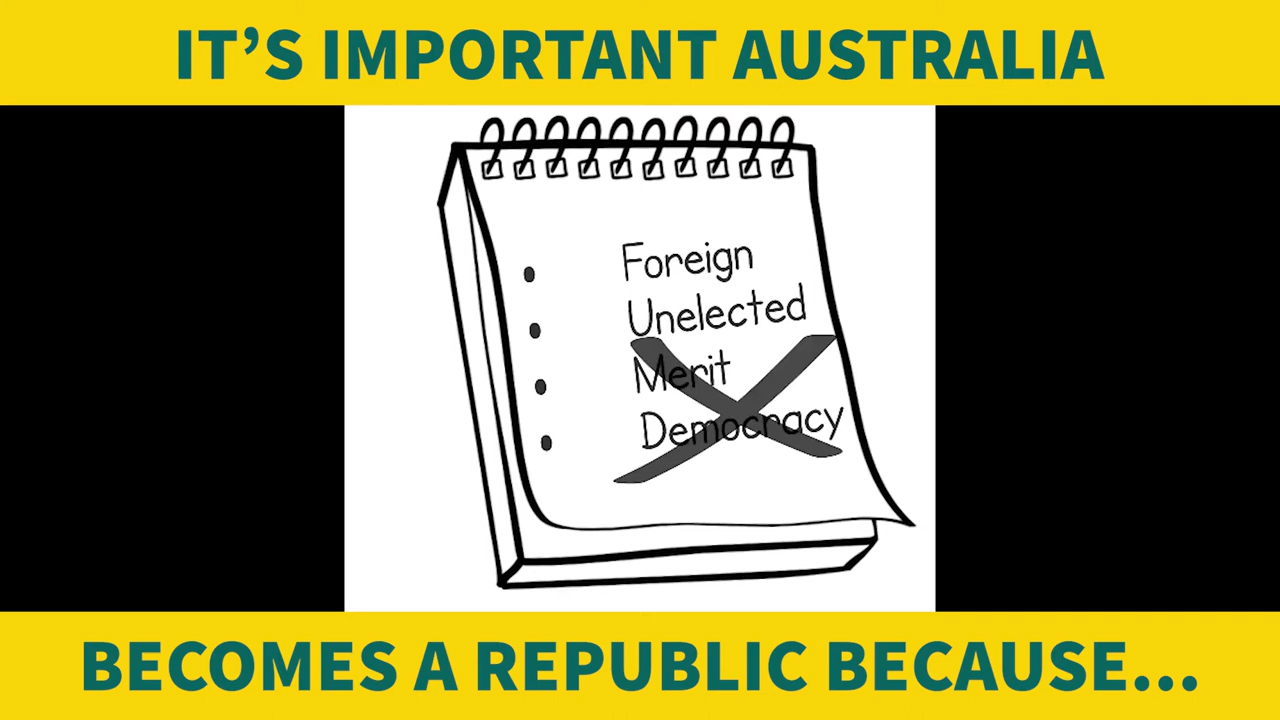 IT’S IMPORTANT AUSTRALIA
Foreign
Unelected
Merit
Democracy
BECOMES A REPUBLIC BECAUSE...